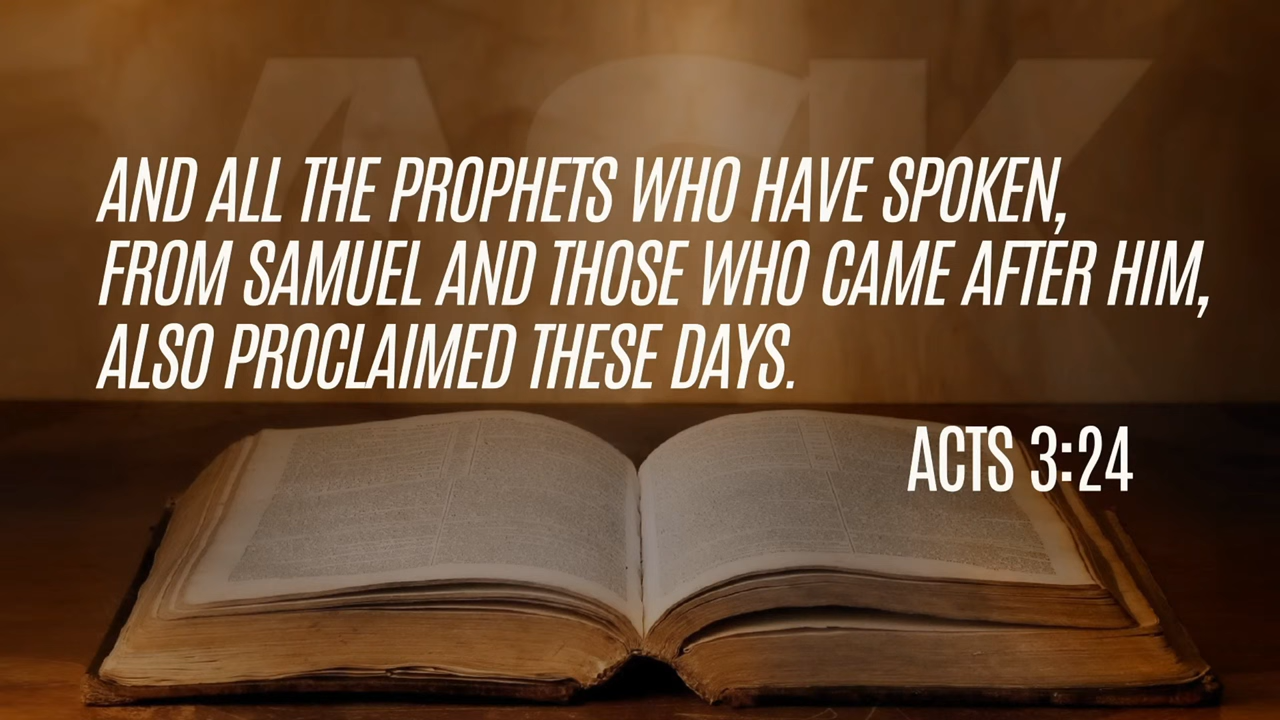 ACK
AND ALL THE PROPHETS WHO HAVE SPOKEN,
FROM SAMUEL AND THOSE WHO CAME AFTER HIM,
ALSO PROCLAIMED THESE DAYS.
ACTS 3:24